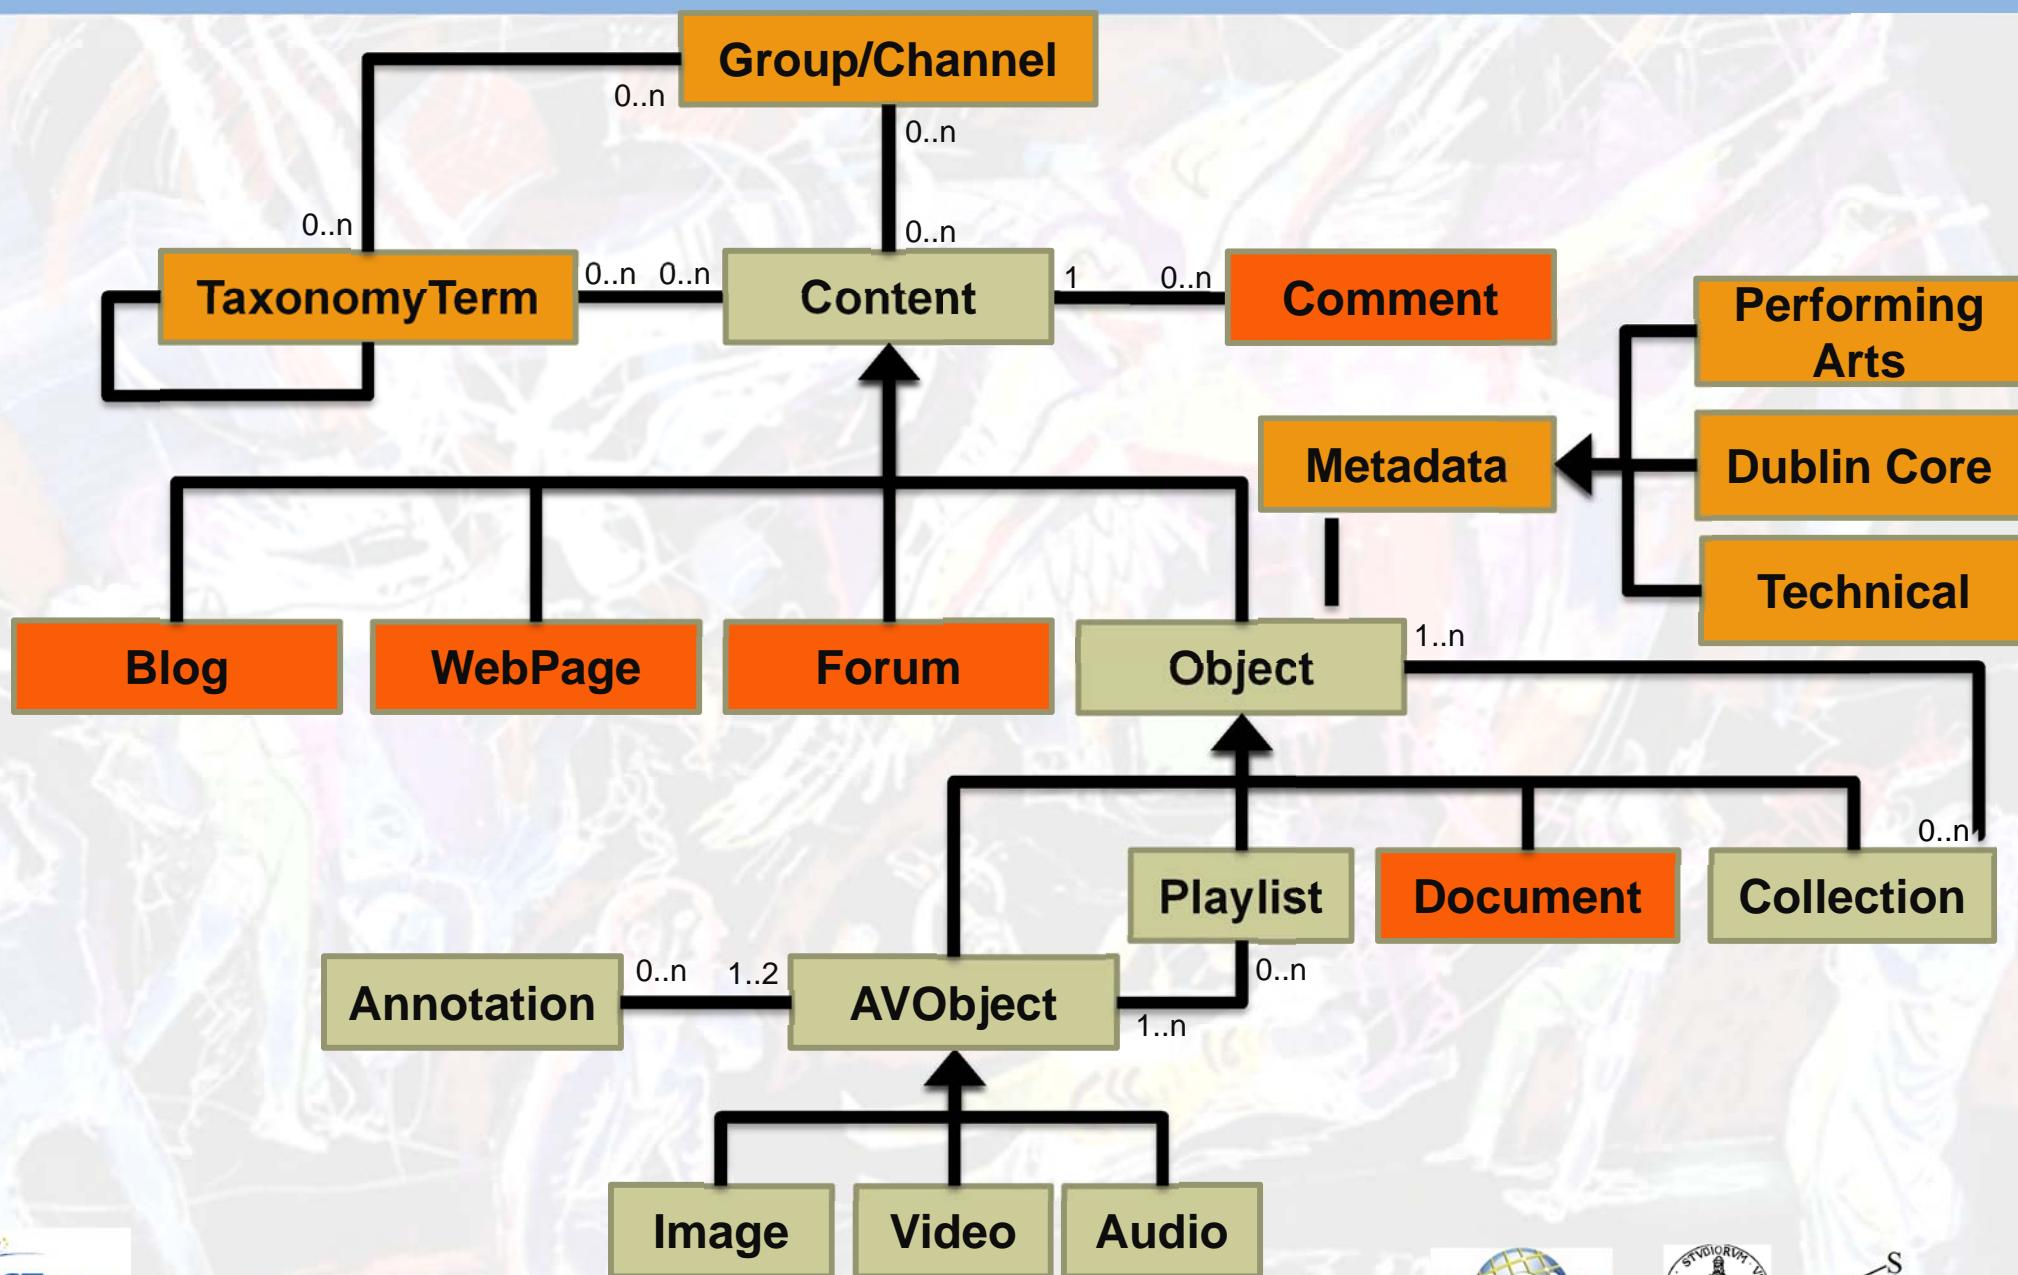 Group/Channel
0..n
0..n
0..n
0..n
TaxonomyTerm
0..n 0..n
Content
1
0..n
Comment
Performing
Arts
Metadata
Dublin Core
Technical
Blog
WebPage
Forum
Object
1..n
0..n
Playlist
Document
Collection
Annotation
0..n
1..2
AVObject
0..n
1..n
Image
Video
Audio
STVDIORVM
S